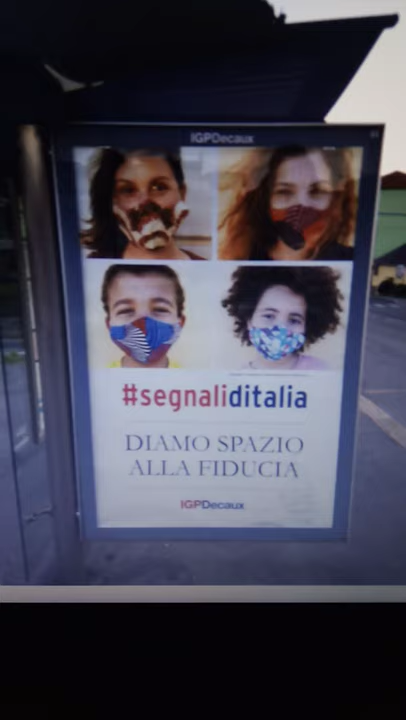 IGPDecaux
#segnaliditalia
DIAMO SPAZIO
ALLA FIDUCIA
IGPDecaux